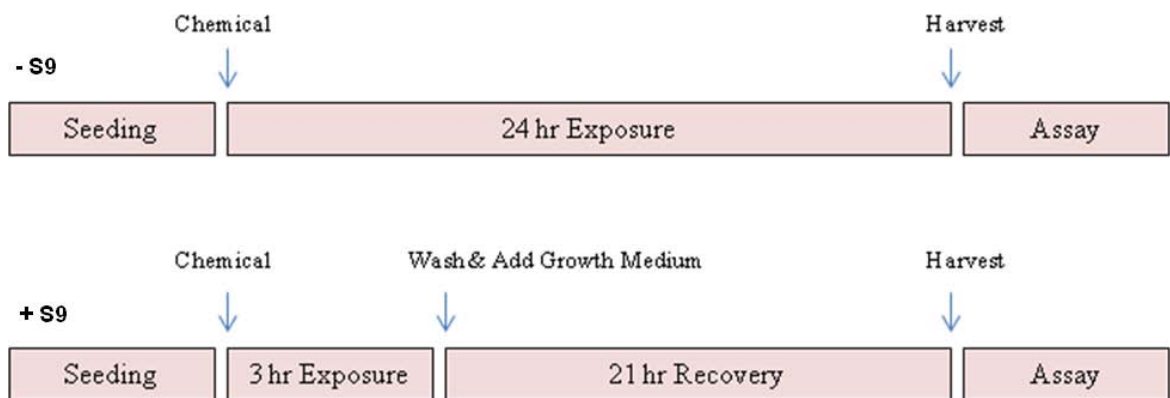 Chemical Harvest
- S9
Seeding 24 hr Exposure Assay
Chemical Wash & Add Growth Medium Harvest
+ S9
Seeding 3 hr Exposure 21 hr Recovery Assay